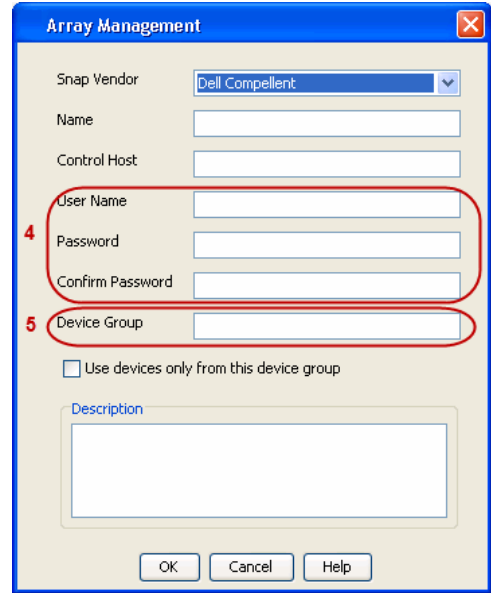 Array Management
Snap Vendor Dell Compellent
Name
Control Host
User Name
4
Password
Confirm Password
5 Device Group
Use devices only from this device group
Description
OK Cancel Help